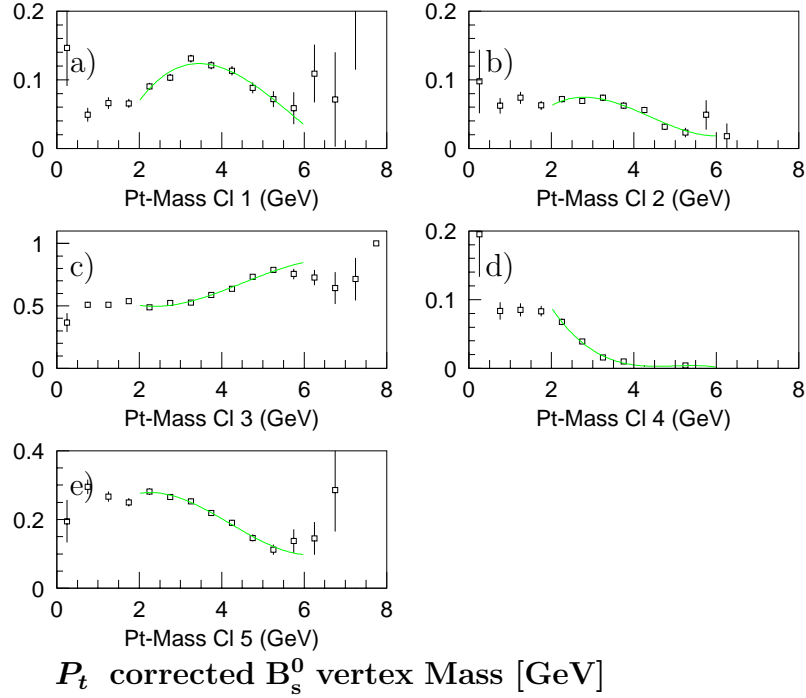 0.2 0.2
a) b)
0.1 0.1
0 0
0 2 4 6 8 0 2 4 6 8
Pt-Mass Cl 1 (GeV) Pt-Mass Cl 2 (GeV)
1 0.2
c) d)
0.5 0.1
0 0
0 2 4 6 8 0 2 4 6 8
Pt-Mass Cl 3 (GeV) Pt-Mass Cl 4 (GeV)
0.4
e)
0.2
0
0 2 4 6 8
Pt-Mass Cl 5 (GeV)
P_t corrected B_s^0 vertex Mass [GeV]